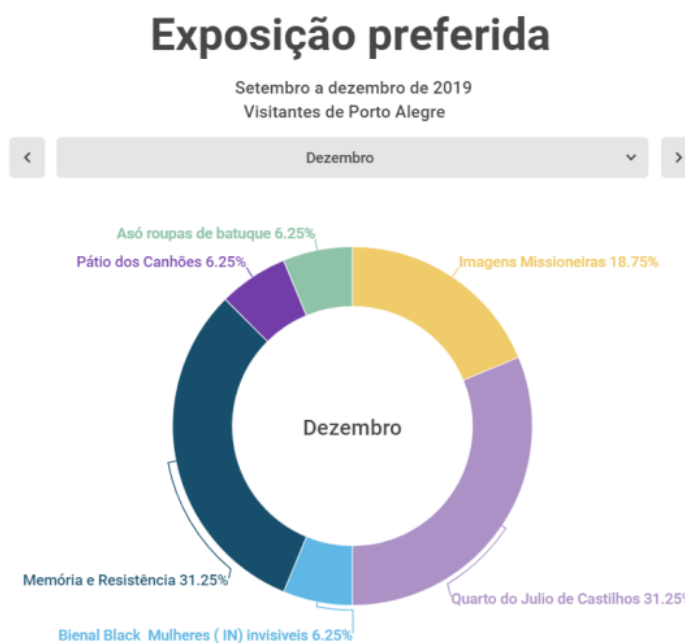 Exposição preferida
Setembro a dezembro de 2019
Visitantes de Porto Alegre
Dezembro
Asó roupas de batuque 6.25%
Pátio dos Canhões 6.25%
Imagens Missioneiras 18.75%
Dezembro
Memória e Resistência 31.25%
Quarto do Julio de Castilhos 31.25%
Bienal Black Mulheres ( IN) invisiveis 6.25%